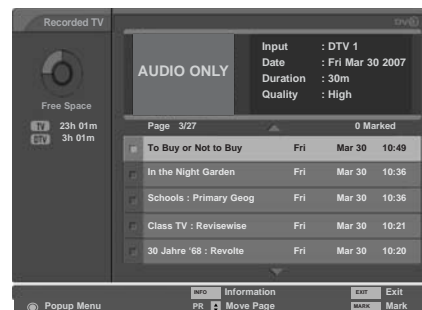 Recorded TV
DVD
AUDIO ONLY
Input : DTV 1
Date : Fri Mar 30 2007
Duration : 30m
Quality : High
Free Space
TV 23h 01m
DTV 3h 01m
Page 3/27 0 Marked
To Buy or Not to Buy Fri Mar 30 10:49
In the Night Garden Fri Mar 30 10:36
Schools : Primary Geog Fri Mar 30 10:36
Class TV : Revisewise Fri Mar 30 10:21
30 Jahre '68 : Revolte Fri Mar 30 10:20
INFO Information EXIT Exit
Popup Menu PR Move Page MARK Mark